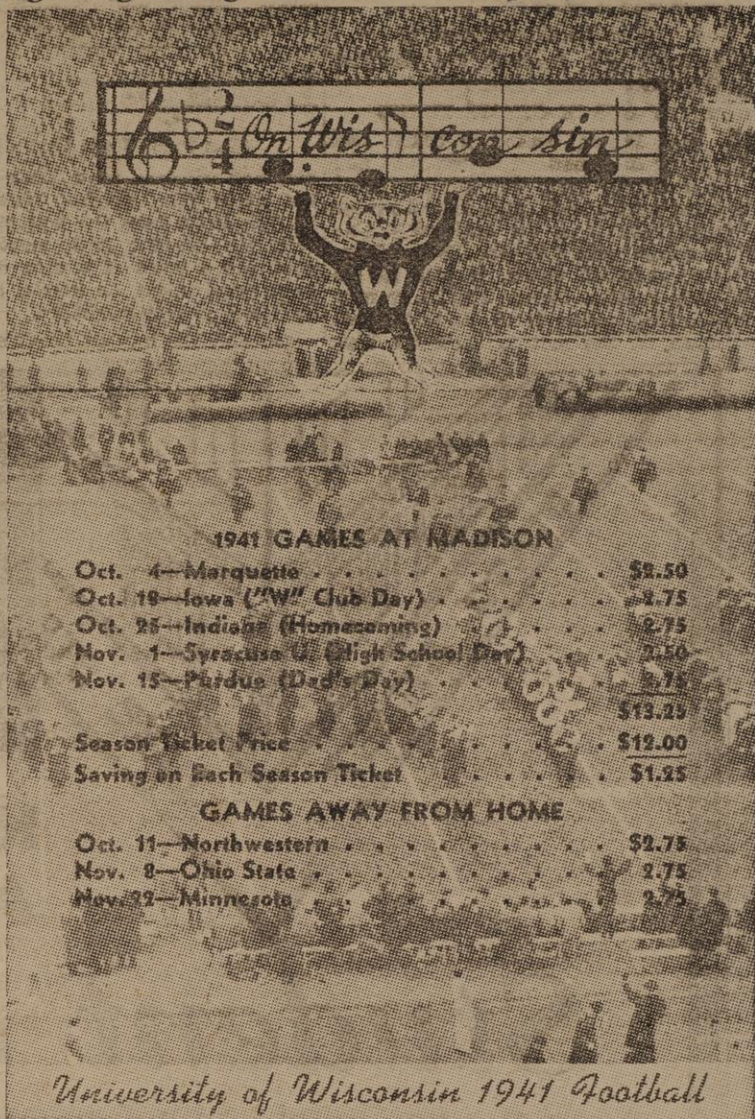 On Wis con sin
W
1941 GAMES AT MADISON
Oct. 4—Marquette . . . . . . . . . . . $2.50
Oct. 18—Iowa ("W" Club Day) . . . . . . 2.75
Oct. 25—Indiana (Homecoming) . . . . . 2.75
Nov. 1—Syracuse U. (High School Day) . . 2.50
Nov. 15—Purdue (Dad's Day) . . . . . . 2.75
$13.25
Season Ticket Price . . . . . . . . . . $12.00
Saving on Each Season Ticket . . . . . . $1.25
GAMES AWAY FROM HOME
Oct. 11—Northwestern . . . . . . . . . $2.75
Nov. 8—Ohio State . . . . . . . . . . . 2.75
Nov. 22—Minnesota . . . . . . . . . . 2.75
University of Wisconsin 1941 Football